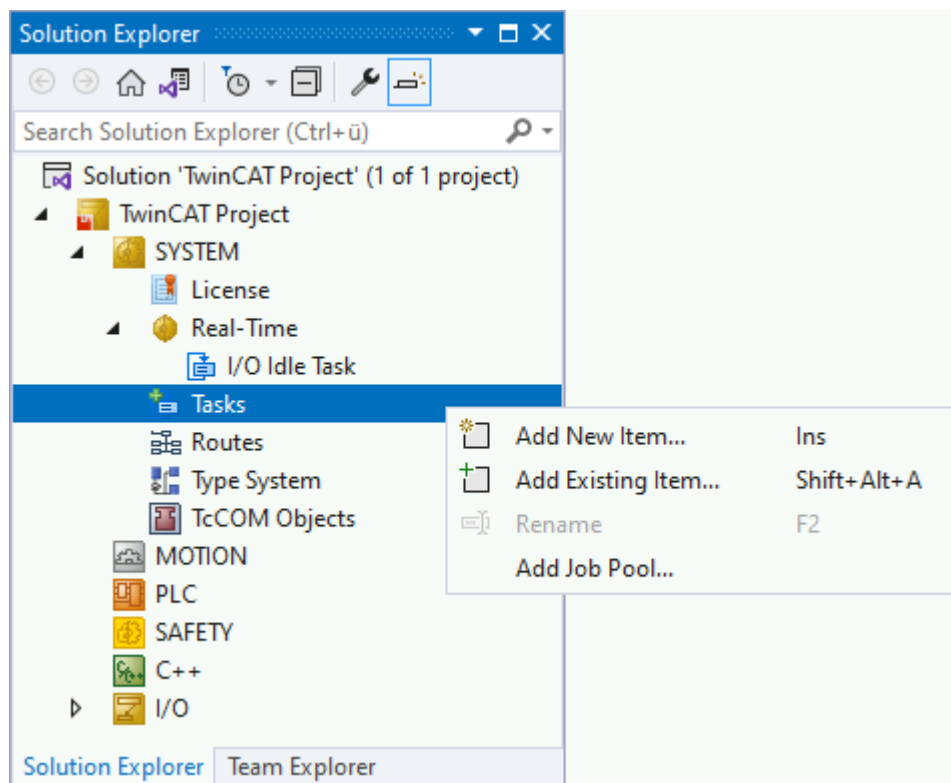 Solution Explorer
Search Solution Explorer (Ctrl+ü)
Solution 'TwinCAT Project' (1 of 1 project)
TwinCAT Project
SYSTEM
License
Real-Time
I/O Idle Task
Tasks
Routes
Type System
TcCOM Objects
MOTION
PLC
SAFETY
C++
I/O
Add New Item... Ins
Add Existing Item... Shift+Alt+A
Rename F2
Add Job Pool...
Solution Explorer Team Explorer